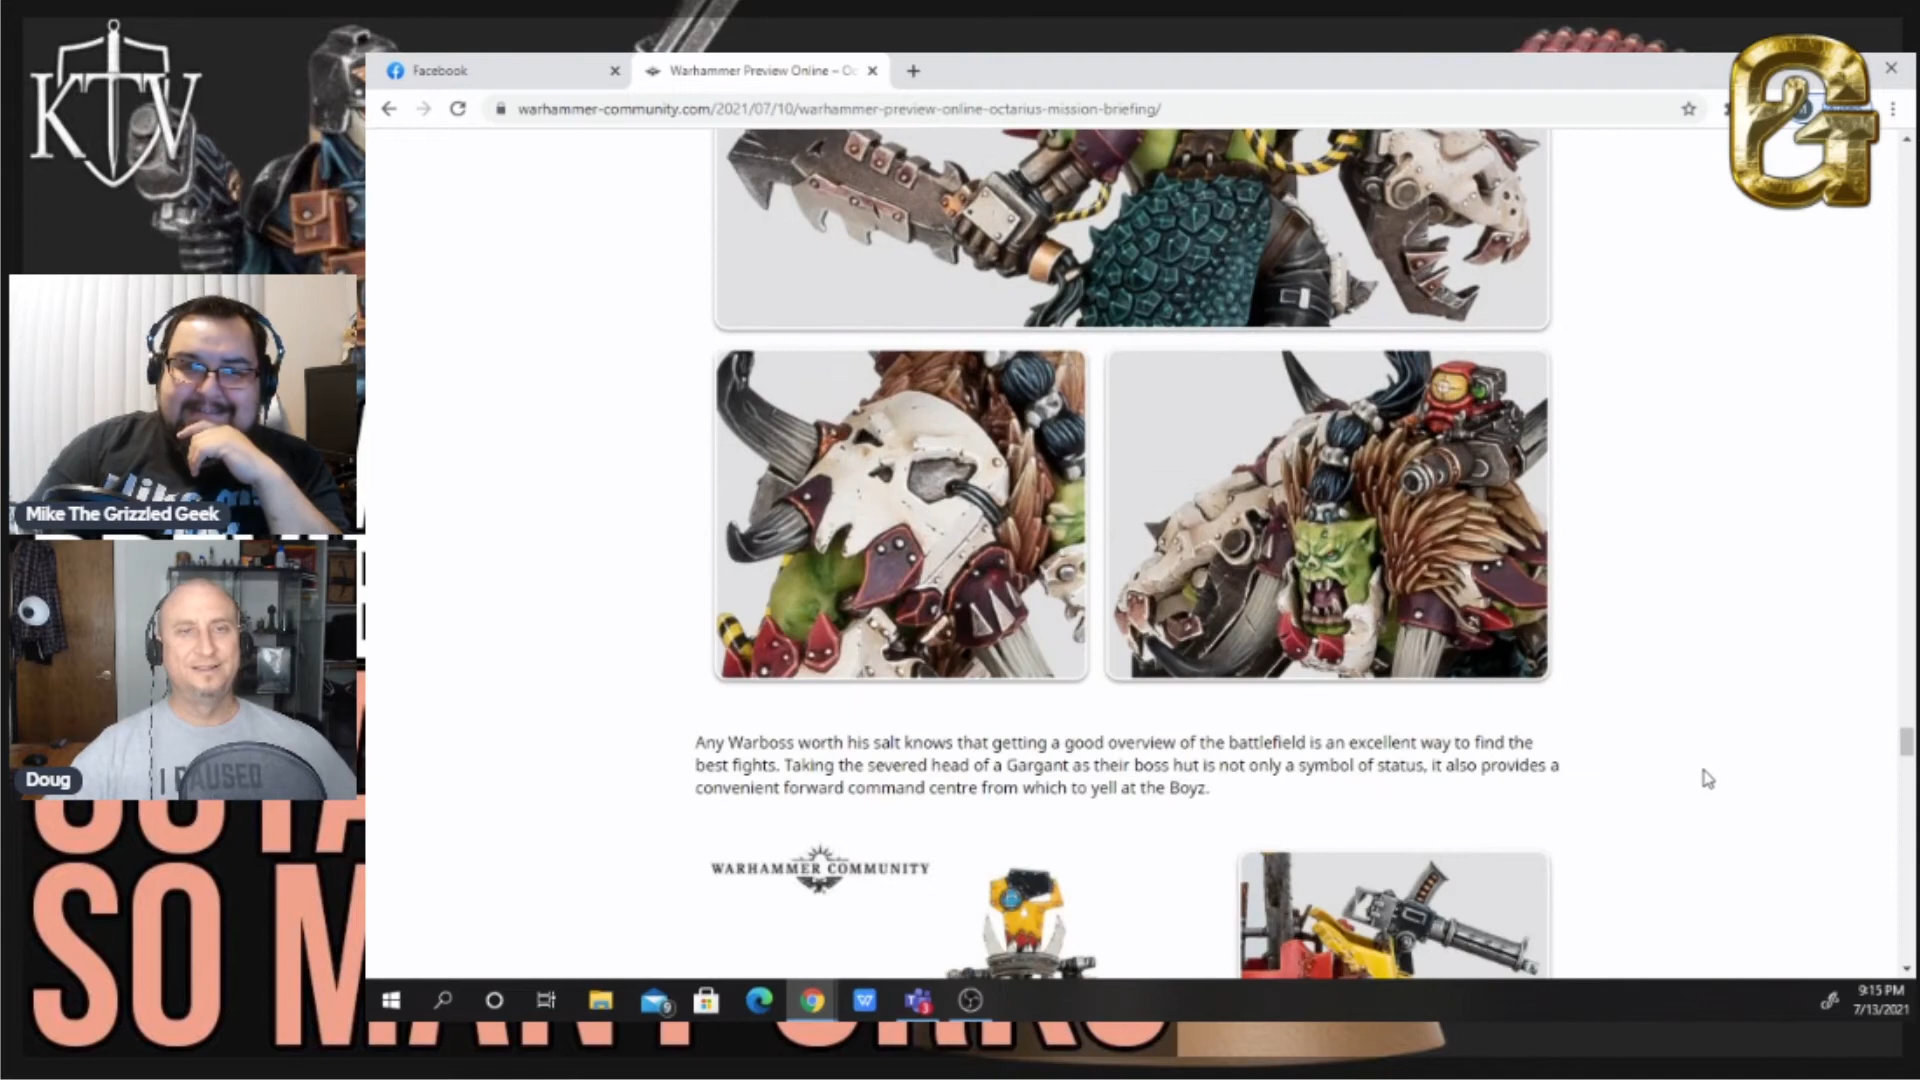 KTV
Facebook
Warhammer Preview Online – Oc
warhammer-community.com/2021/07/10/warhammer-preview-online-octarius-mission-briefing/
2G
Mike The Grizzled Geek
I PAUSED
Doug
Any Warboss worth his salt knows that getting a good overview of the battlefield is an excellent way to find the
best fights. Taking the severed head of a Gargant as their boss hut is not only a symbol of status, it also provides a
convenient forward command centre from which to yell at the Boyz.
WARHAMMER COMMUNITY
SO
9
3
9:15 PM
7/13/2021